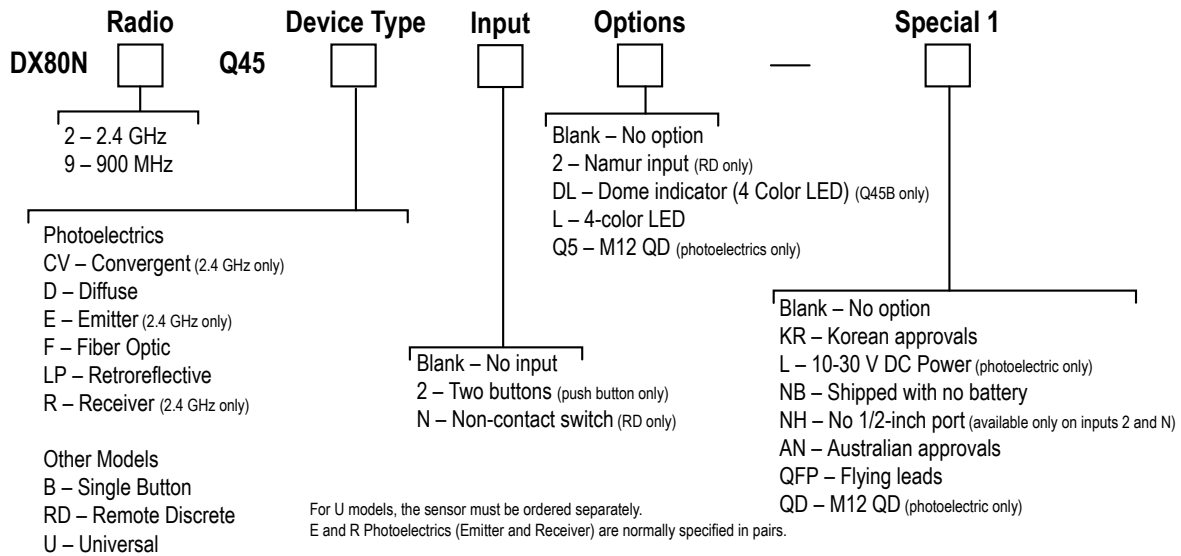 Radio Device Type Input Options Special 1
DX80N Q45 —
2 – 2.4 GHz
9 – 900 MHz
Photoelectrics
CV – Convergent (2.4 GHz only)
D – Diffuse
E – Emitter (2.4 GHz only)
F – Fiber Optic
LP – Retroreflective
R – Receiver (2.4 GHz only)
Other Models
B – Single Button
RD – Remote Discrete
U – Universal
Blank – No input
2 – Two buttons (push button only)
N – Non-contact switch (RD only)
Blank – No option
2 – Namur input (RD only)
DL – Dome indicator (4 Color LED) (Q45B only)
L – 4-color LED
Q5 – M12 QD (photoelectrics only)
Blank – No option
KR – Korean approvals
L – 10-30 V DC Power (photoelectric only)
NB – Shipped with no battery
NH – No 1/2-inch port (available only on inputs 2 and N)
AN – Australian approvals
QFP – Flying leads
QD – M12 QD (photoelectric only)
For U models, the sensor must be ordered separately.
E and R Photoelectrics (Emitter and Receiver) are normally specified in pairs.